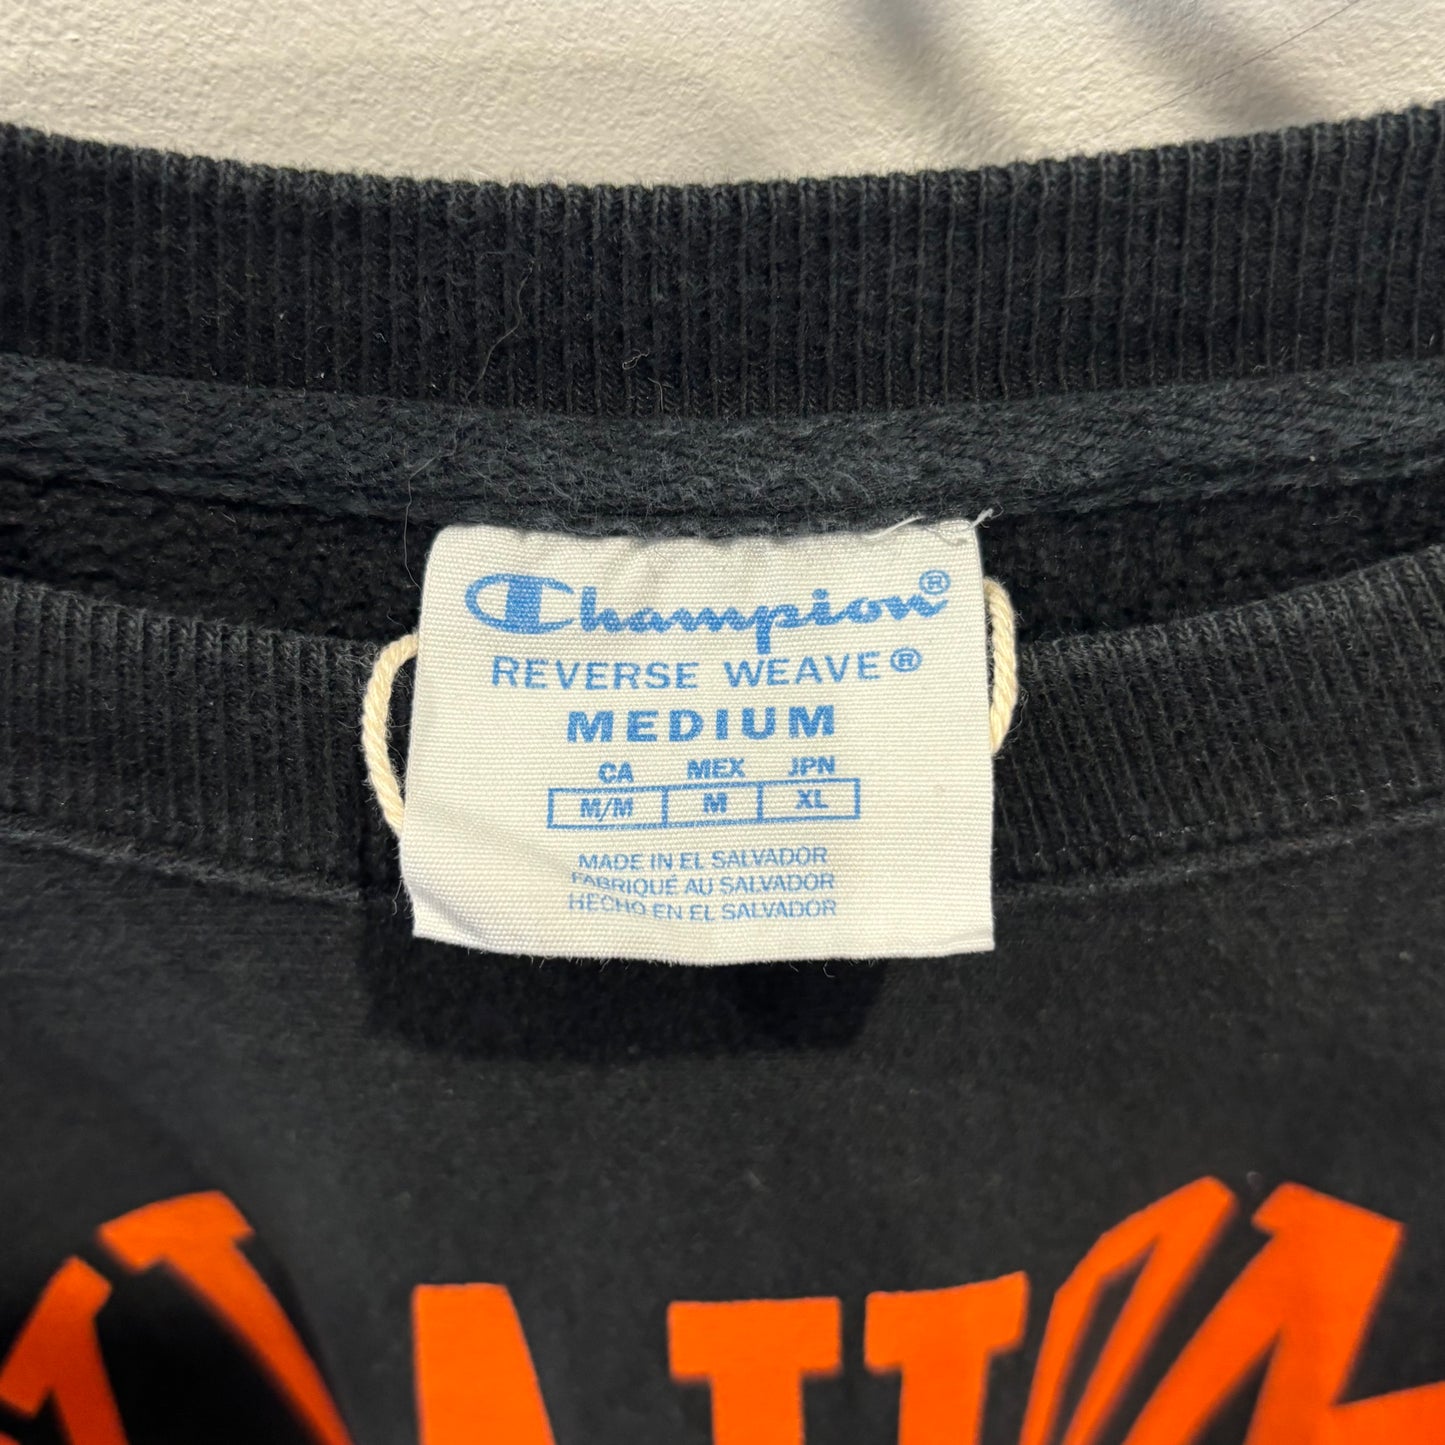 Champion®
REVERSE WEAVE®
MEDIUM
CA MEX JPN
M/M M XL
MADE IN EL SALVADOR
FABRIQUÉ AU SALVADOR
HECHO EN EL SALVADOR